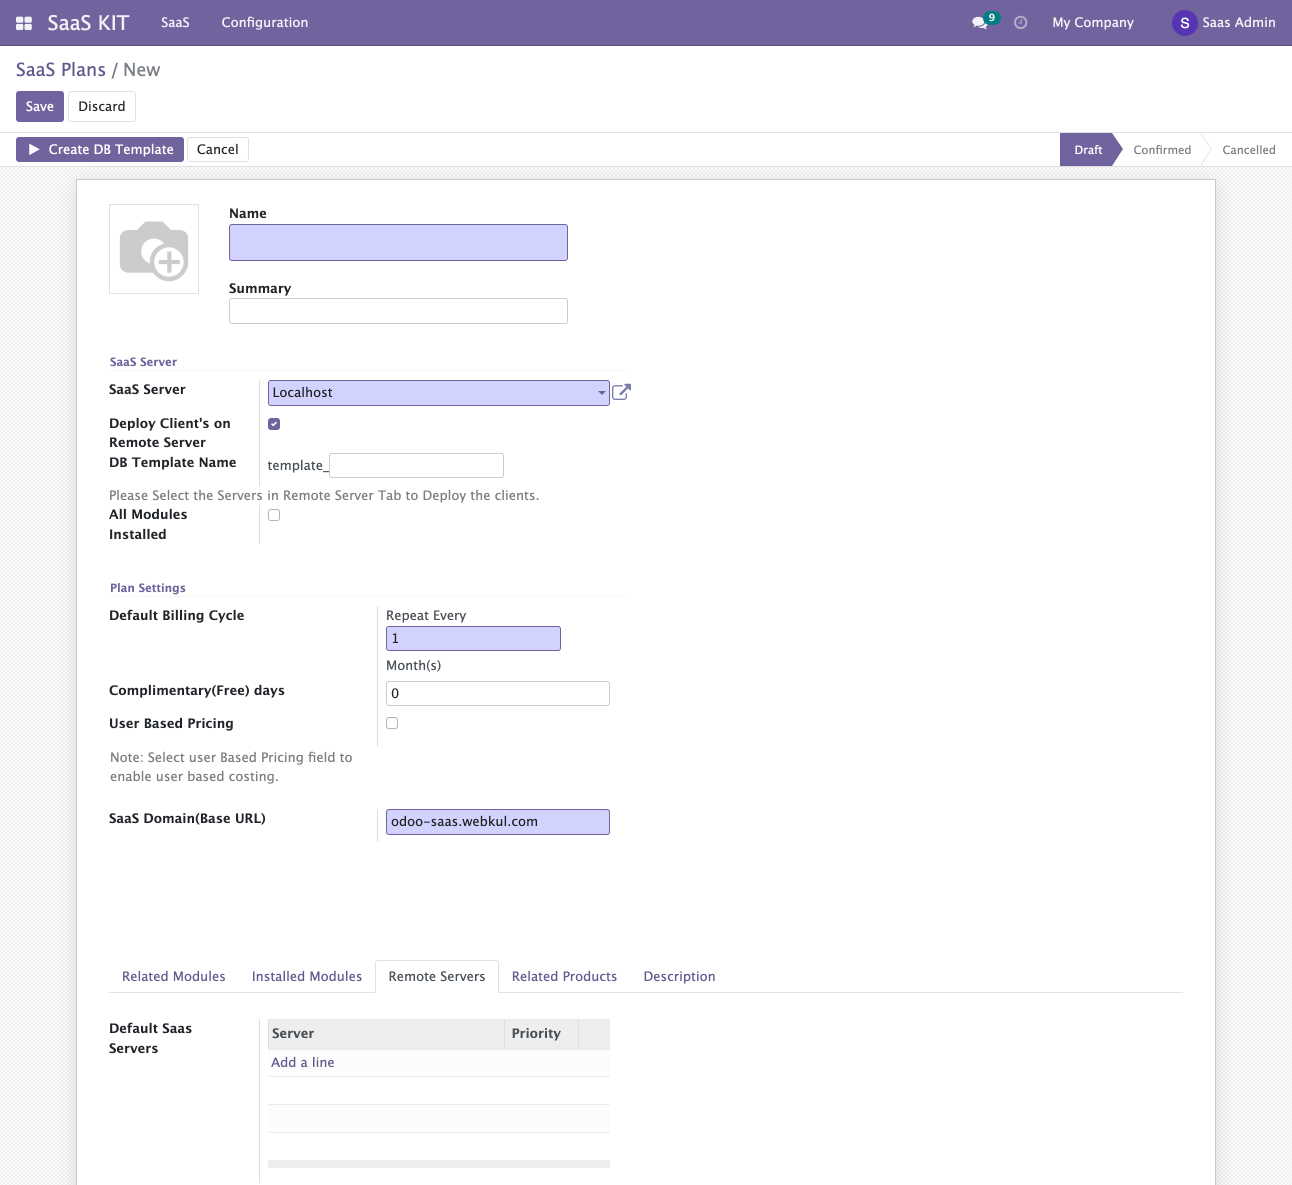 SaaS KIT SaaS Configuration 9 My Company S Saas Admin
SaaS Plans / New
Save Discard
Create DB Template Cancel Draft Confirmed Cancelled
Name
Summary
SaaS Server
SaaS Server Localhost
Deploy Client's on
Remote Server
DB Template Name template_
Please Select the Servers in Remote Server Tab to Deploy the clients.
All Modules
Installed
Plan Settings
Default Billing Cycle Repeat Every
1
Month(s)
Complimentary(Free) days 0
User Based Pricing
Note: Select user Based Pricing field to
enable user based costing.
SaaS Domain(Base URL) odoo-saas.webkul.com
Related Modules Installed Modules Remote Servers Related Products Description
Default Saas
Servers
Server Priority
Add a line